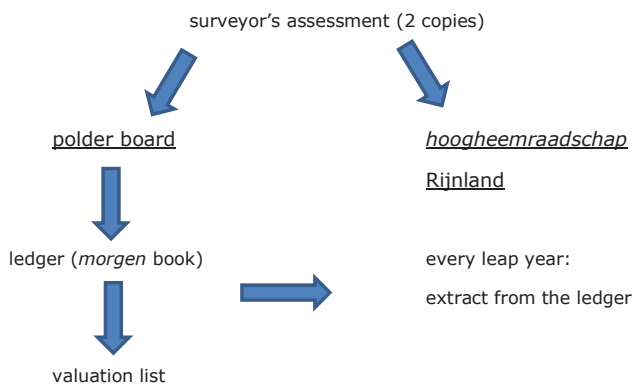 surveyor’s assessment (2 copies)
polder board
hoogheemraadschap
Rijnland
ledger (morgen book)
every leap year:
extract from the ledger
valuation list